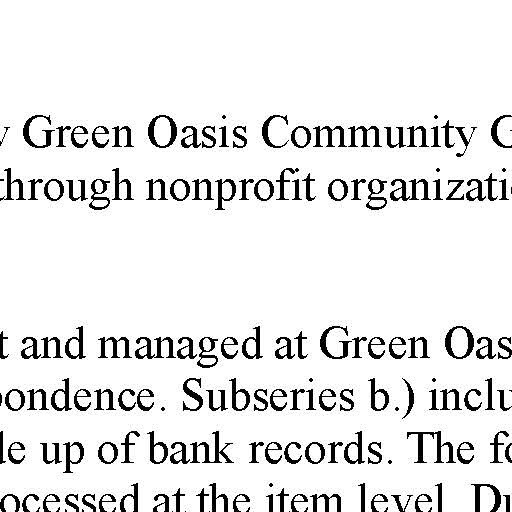 Green Oasis Community G
through nonprofit organizati
t and managed at Green Oas
pondence. Subseries b.) inclu
de up of bank records. The fo
ocessed at the item level. Du